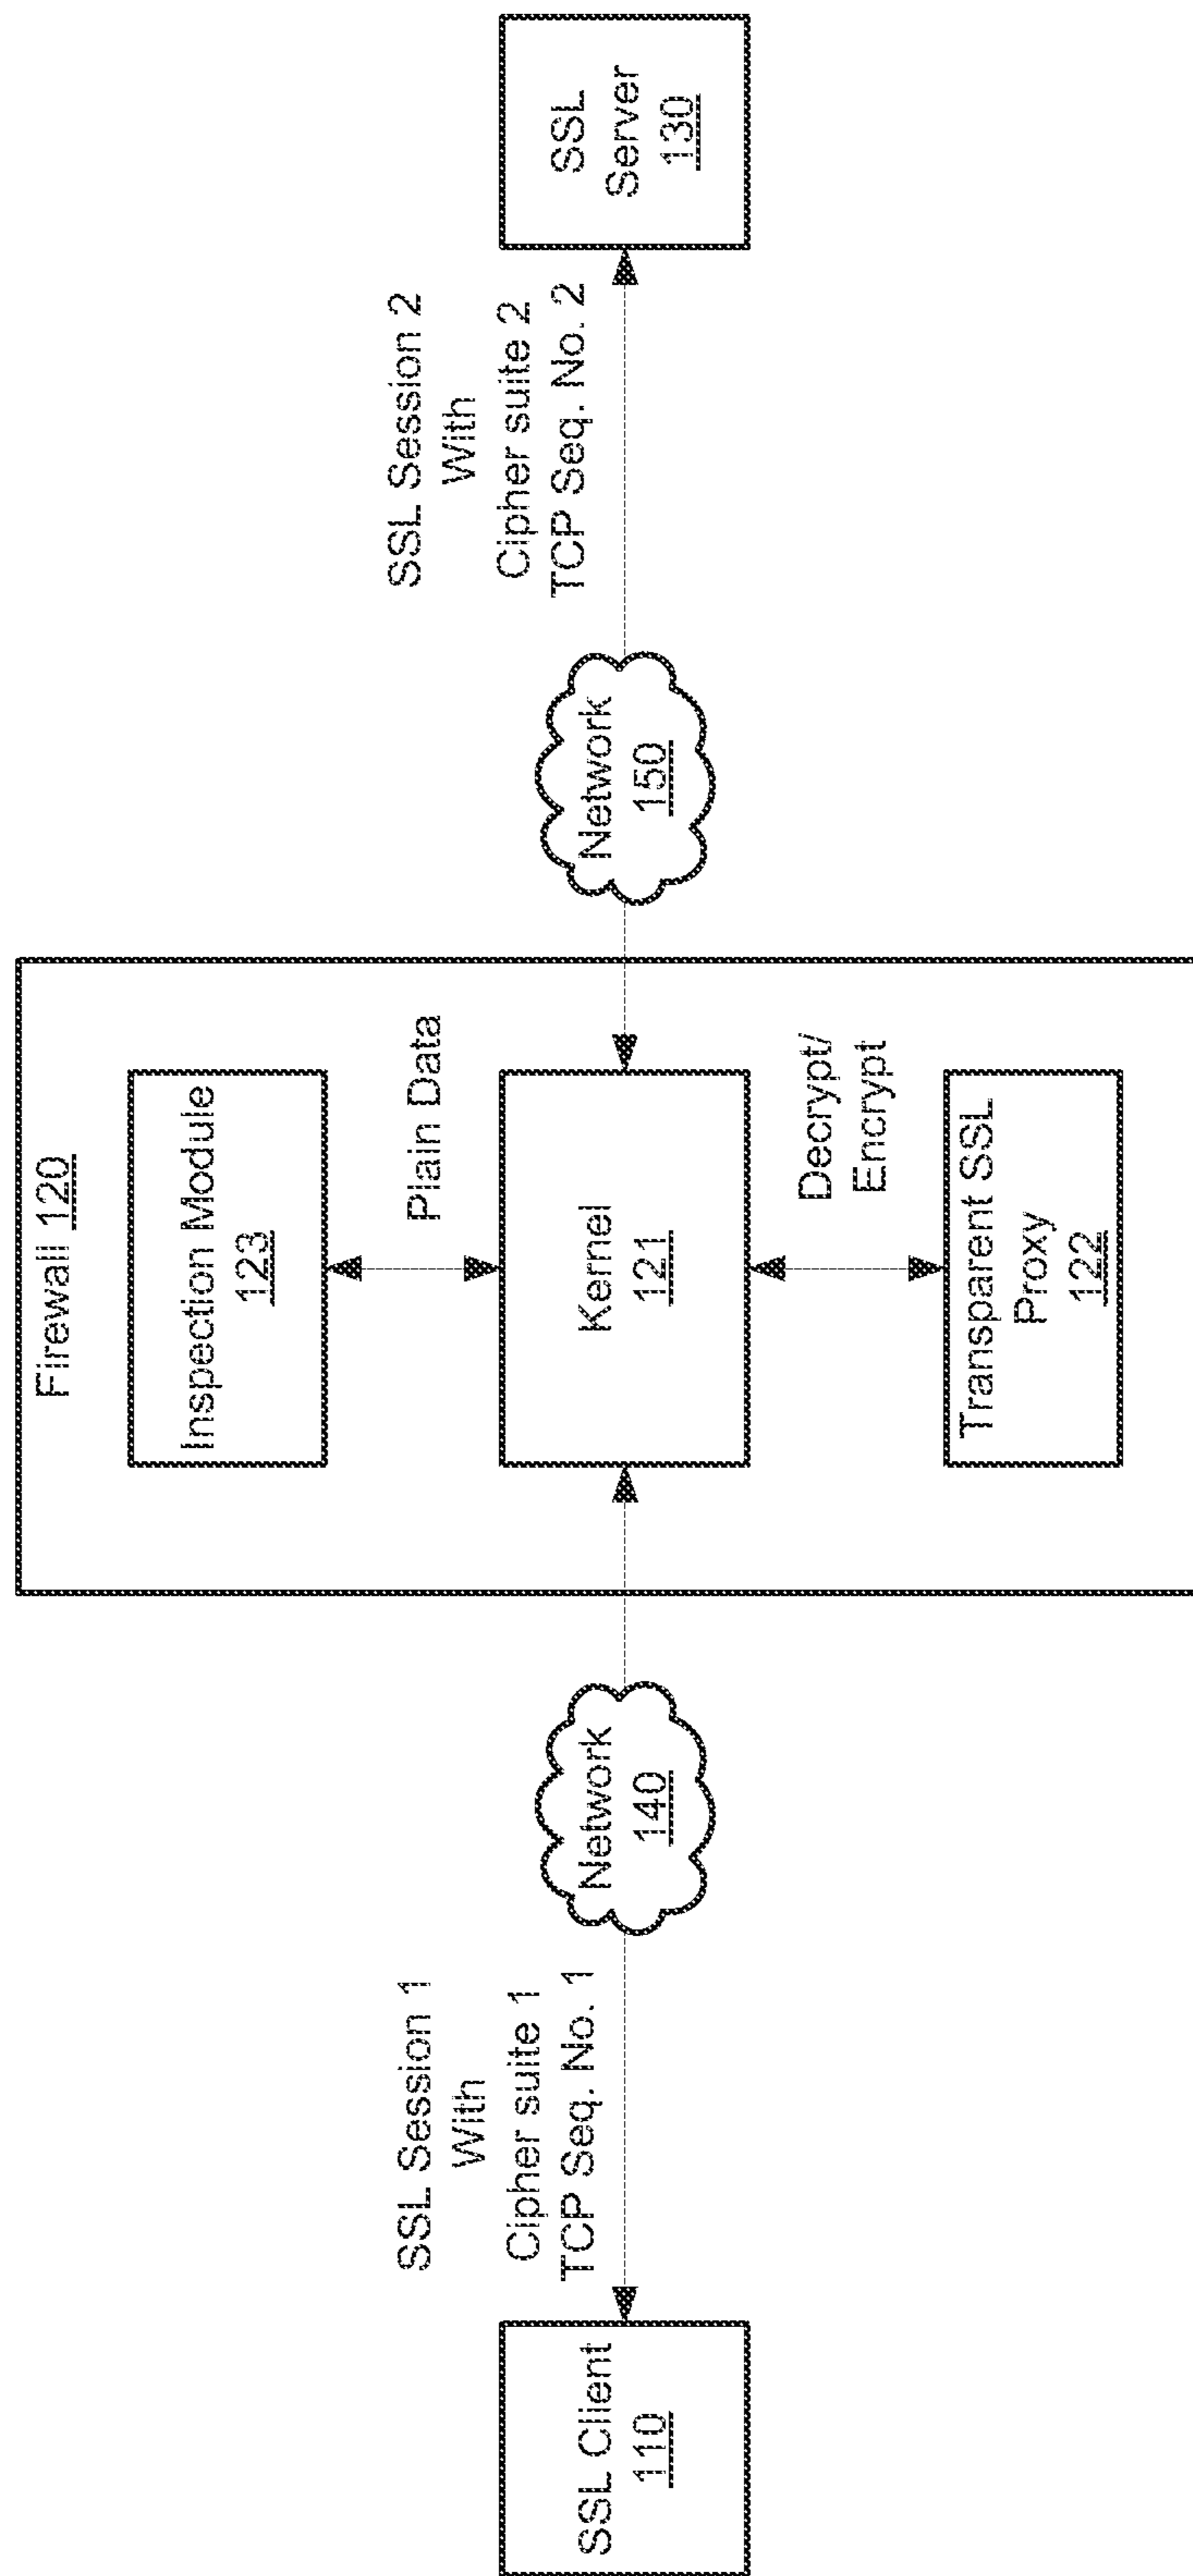 Firewall 120
Inspection Module
123
Plain Data
SSL Session 1
With
Cipher suite 1
TCP Seq. No. 1
SSL Session 2
With
Cipher suite 2
TCP Seq. No. 2
SSL Client
110
Network
140
Kernel
121
Network
150
SSL
Server
130
Decrypt/
Encrypt
Transparent SSL
Proxy
122